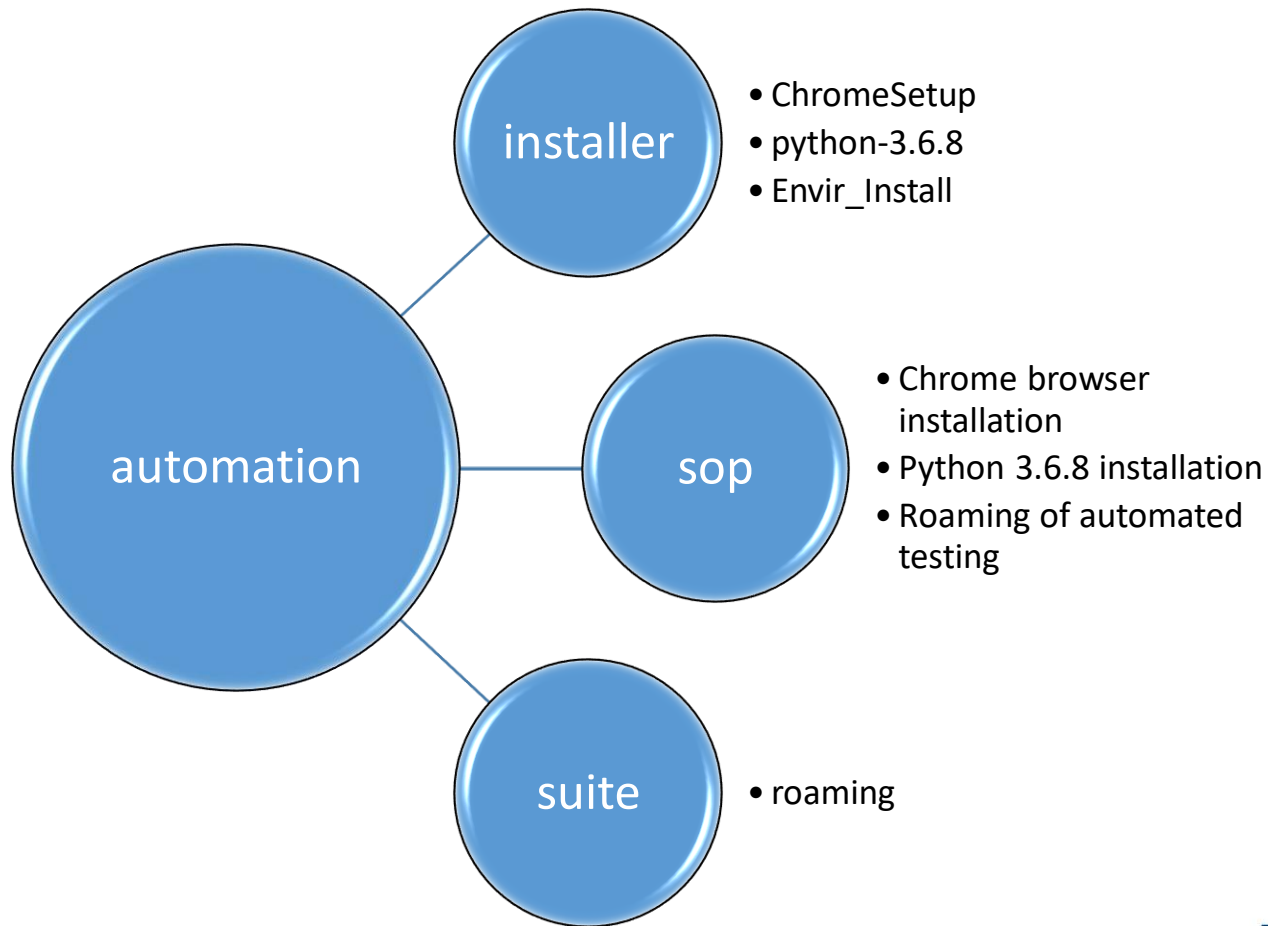 installer
• ChromeSetup
• python-3.6.8
• Envir_Install
automation
sop
• Chrome browser
installation
• Python 3.6.8 installation
• Roaming of automated
testing
suite
• roaming